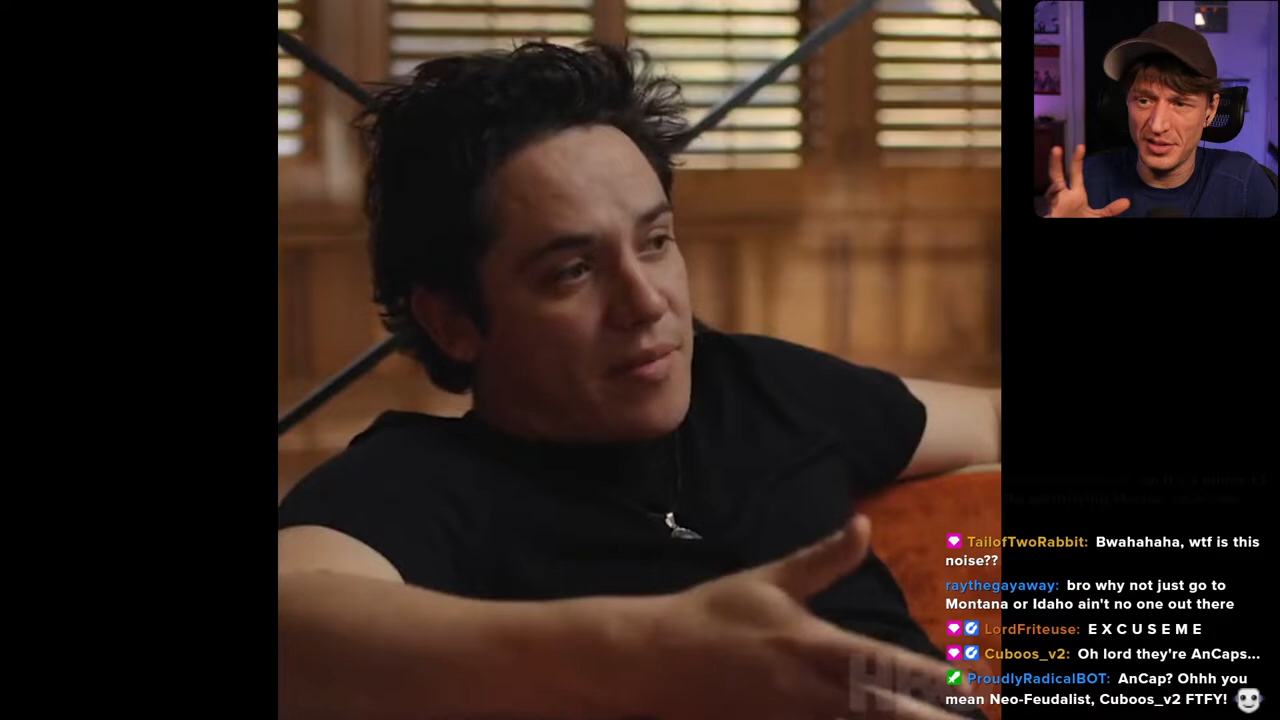 TailofTwoRabbit: Bwahahaha, wtf is this
noise??
raythegayaway: bro why not just go to
Montana or Idaho ain't no one out there
LordFriteuse: E X C U S E M E
Cuboos_v2: Oh lord they're AnCaps...
ProudlyRadicalBOT: AnCap? Ohhh you
mean Neo-Feudalist, Cuboos_v2 FTFY!